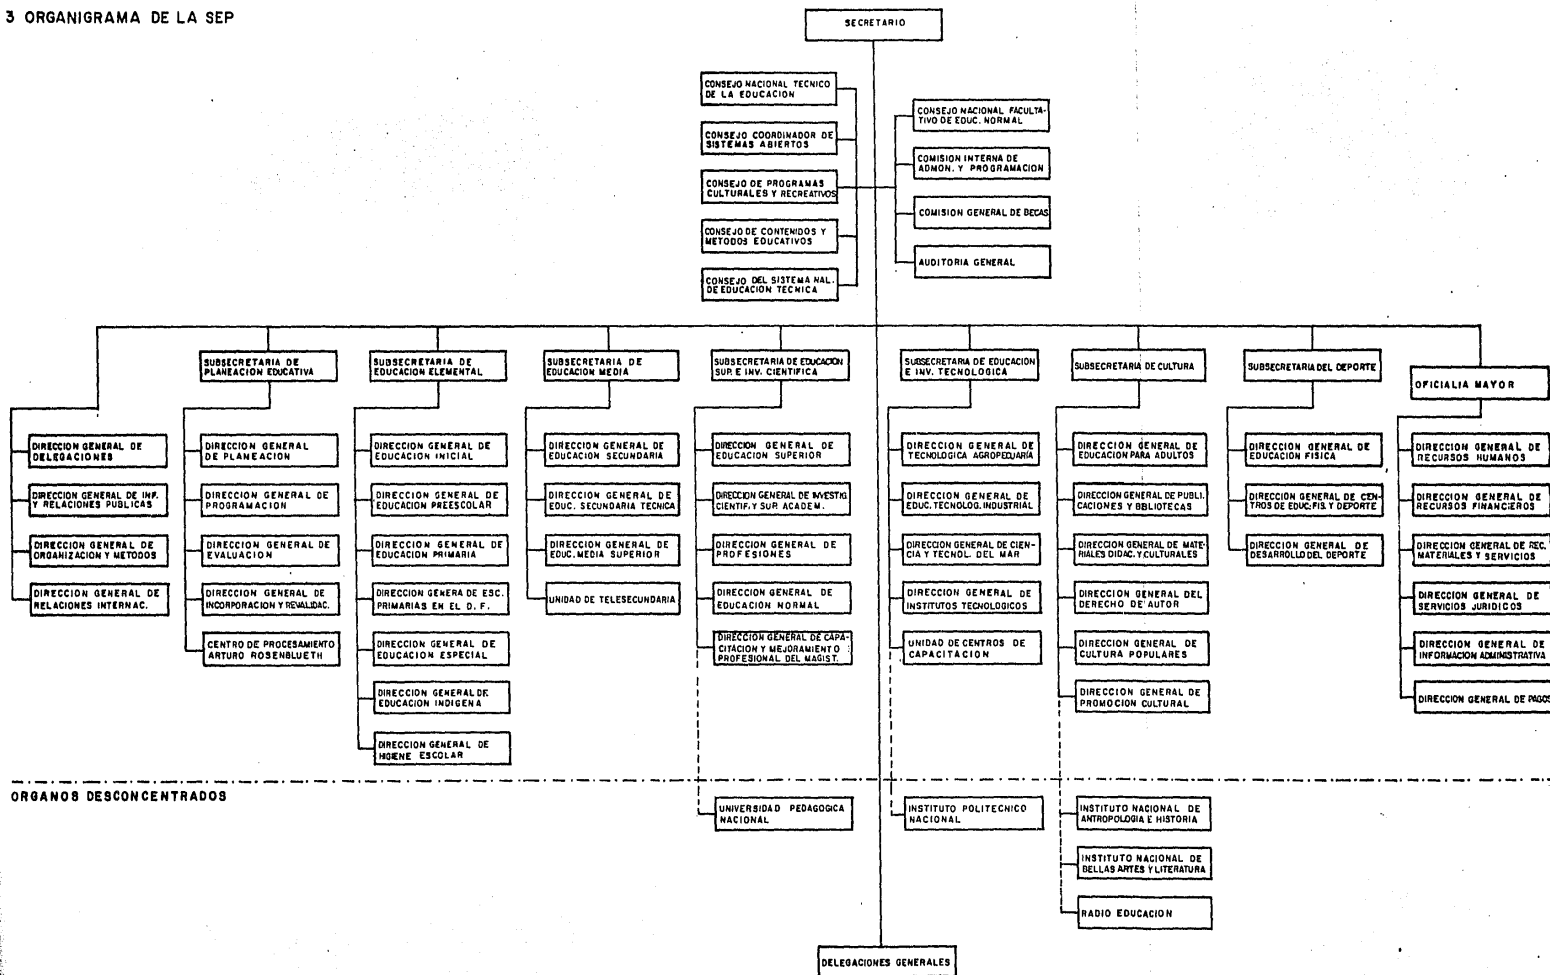 3 ORGANIGRAMA DE LA SEP
SECRETARIO
CONSEJO NACIONAL TECNICO
DE LA EDUCACION
CONSEJO COORDINADOR DE
SISTEMAS ABIERTOS
CONSEJO DE PROGRAMAS
CULTURALES Y RECREATIVOS
CONSEJO DE CONTENIDOS Y
METODOS EDUCATIVOS
CONSEJO DEL SISTEMA NAL.
DE EDUCACION TECNICA
CONSEJO NACIONAL FACULTA-
TIVO DE EDUC. NORMAL
COMISION INTERNA DE
ADMON. Y PROGRAMACION
COMISION GENERAL DE BECAS
AUDITORIA GENERAL
DIRECCION GENERAL DE
DELEGACIONES
DIRECCION GENERAL DE INF.
Y RELACIONES PUBLICAS
DIRECCION GENERAL DE
ORGANIZACION Y METODOS
DIRECCION GENERAL DE
RELACIONES INTERNAC.
SUBSECRETARIA DE
PLANEACION EDUCATIVA
DIRECCION GENERAL
DE PLANEACION
DIRECCION GENERAL DE
PROGRAMACION
DIRECCION GENERAL DE
EVALUACION
DIRECCION GENERAL DE
INCORPORACION Y REVALIDAC.
CENTRO DE PROCESAMIENTO
ARTURO ROSENBLUETH
SUBSECRETARIA DE
EDUCACION ELEMENTAL
DIRECCION GENERAL DE
EDUCACION INICIAL
DIRECCION GENERAL DE
EDUCACION PREESCOLAR
DIRECCION GENERAL DE
EDUCACION PRIMARIA
DIRECCION GENERA DE ESC.
PRIMARIAS EN EL D. F.
DIRECCION GENERAL DE
EDUCACION ESPECIAL
DIRECCION GENERAL DE
EDUCACION INDIGENA
DIRECCION GENERAL DE
HIGIENE ESCOLAR
SUBSECRETARIA DE
EDUCACION MEDIA
DIRECCION GENERAL DE
EDUCACION SECUNDARIA
DIRECCION GENERAL DE
EDUC. SECUNDARIA TECNICA
DIRECCION GENERAL DE
EDUC. MEDIA SUPERIOR
UNIDAD DE TELESECUNDARIA
SUBSECRETARIA DE EDUCACION
SUP. E INV. CIENTIFICA
DIRECCION GENERAL DE
EDUCACION SUPERIOR
DIRECCION GENERAL DE INVESTIG
CIENTIF. Y SUP. ACADEM.
DIRECCION GENERAL DE
PROFESIONES
DIRECCION GENERAL DE
EDUCACION NORMAL
DIRECCION GENERAL DE CAPA-
CITACION Y MEJORAMIENTO
PROFESIONAL DEL MAGIST.
SUBSECRETARIA DE EDUCACION
E INV. TECNOLOGICA
DIRECCION GENERAL DE
TECNOLOGICA AGROPECUARIA
DIRECCION GENERAL DE
EDUC. TECNOLOG. INDUSTRIAL
DIRECCION GENERAL DE CIEN-
CIA Y TECNOL. DEL MAR
DIRECCION GENERAL DE
INSTITUTOS TECNOLOGICOS
UNIDAD DE CENTROS DE
CAPACITACION
SUBSECRETARIA DE CULTURA
DIRECCION GENERAL DE
EDUCACION PARA ADULTOS
DIRECCION GENERAL DE PUBLI.
CACIONES Y BBLIOTECAS
DIRECCION GENERAL DE MATE-
RIALES DIDAC. Y CULTURALES
DIRECCION GENERAL DEL
DERECHO DE AUTOR
DIRECCION GENERAL DE
CULTURA POPULARES
DIRECCION GENERAL DE
PROMOCION CULTURAL
SUBSECRETARIA DEL DEPORTE
DIRECCION GENERAL DE
EDUCACION FISICA
DIRECCION GENERAL DE CEN-
TROS DE EDUC. FIS. Y DEPORTE
DIRECCION GENERAL DE
DESARROLLO DEL DEPORTE
OFICIALIA MAYOR
DIRECCION GENERAL DE
RECURSOS HUMANOS
DIRECCION GENERAL DE
RECURSOS FINANCIEROS
DIRECCION GENERAL DE REC.
MATERIALES Y SERVICIOS
DIRECCION GENERAL DE
SERVICIOS JURIDICOS
DIRECCION GENERAL DE
INFORMACION ADMINISTRATIVA
DIRECCION GENERAL DE PAGOS
ORGANOS DESCONCENTRADOS
UNIVERSIDAD PEDAGOGICA
NACIONAL
INSTITUTO POLITECNICO
NACIONAL
INSTITUTO NACIONAL DE
ANTROPOLOGIA E HISTORIA
INSTITUTO NACIONAL DE
BELLAS ARTES Y LITERATURA
RADIO EDUCACION
DELEGACIONES GENERALES